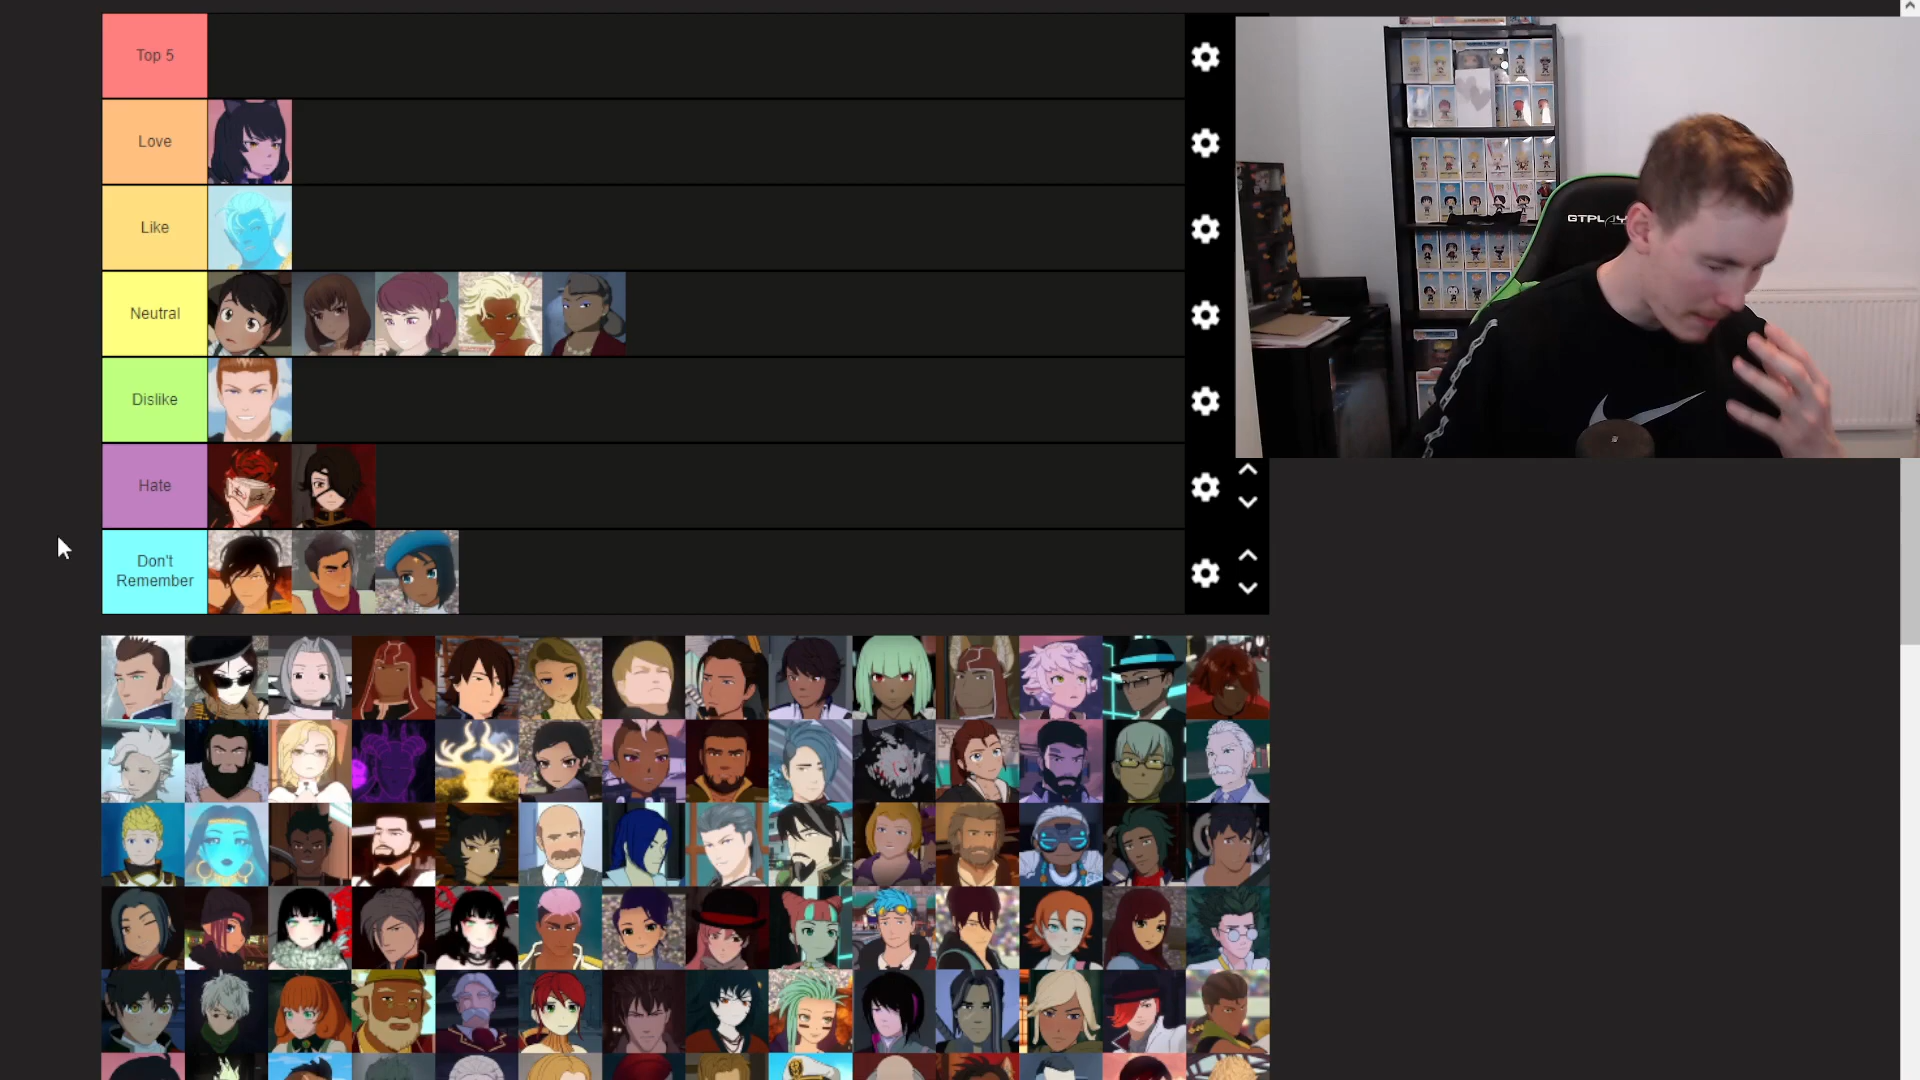 Top 5
Love
Like
Neutral
Dislike
Hate
Don't
Remember
GTPLAY